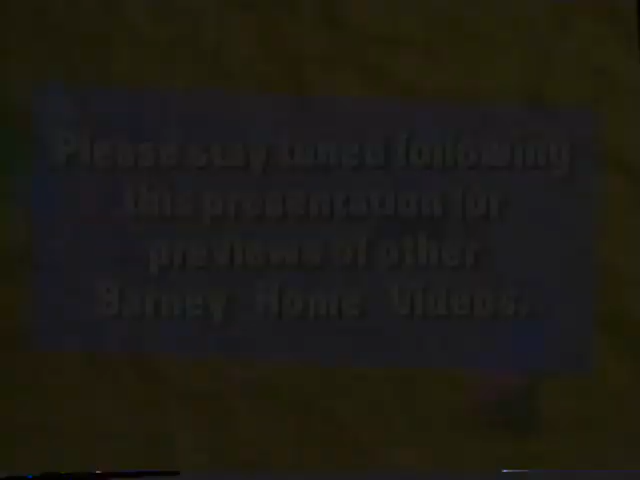 Please stay tuned following
this presentation for
previews of other
Barney Home Videos.